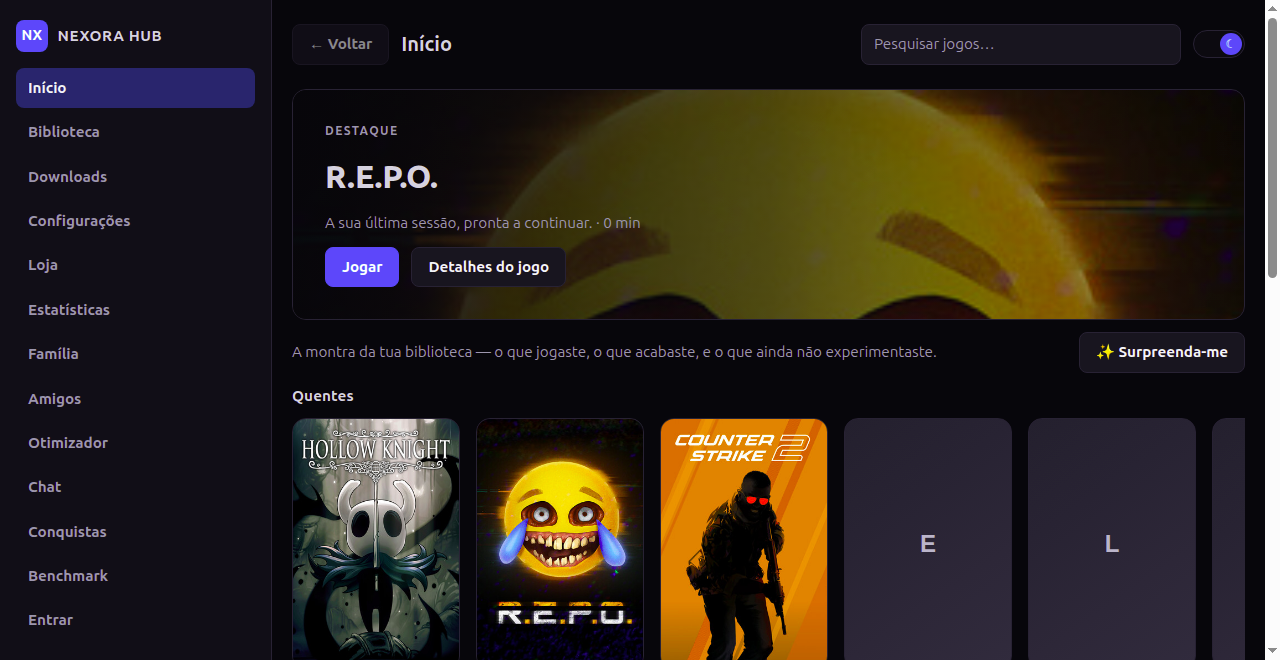 NX NEXORA HUB
Início
Biblioteca
Downloads
Configurações
Loja
Estatísticas
Família
Amigos
Otimizador
Chat
Conquistas
Benchmark
Entrar
← Voltar
Início
Pesquisar jogos…
DESTAQUE
R.E.P.O.
A sua última sessão, pronta a continuar. · 0 min
Jogar
Detalhes do jogo
A montra da tua biblioteca — o que jogaste, o que acabaste, e o que ainda não experimentaste.
✨ Surpreenda-me
Quentes
HOLLOW KNIGHT
R.E.P.O.
COUNTER
STRIKE 2
E
L